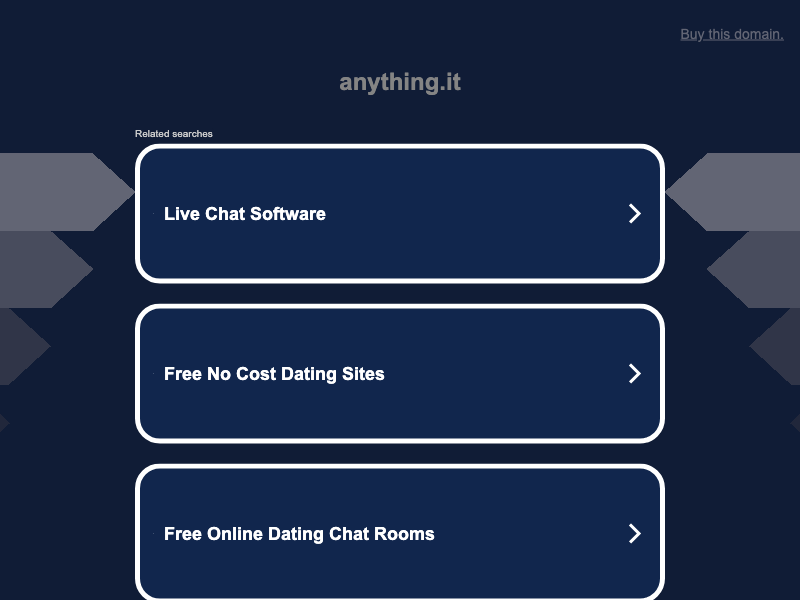 Buy this domain.
anything.it
Related searches
Live Chat Software
Free No Cost Dating Sites
Free Online Dating Chat Rooms